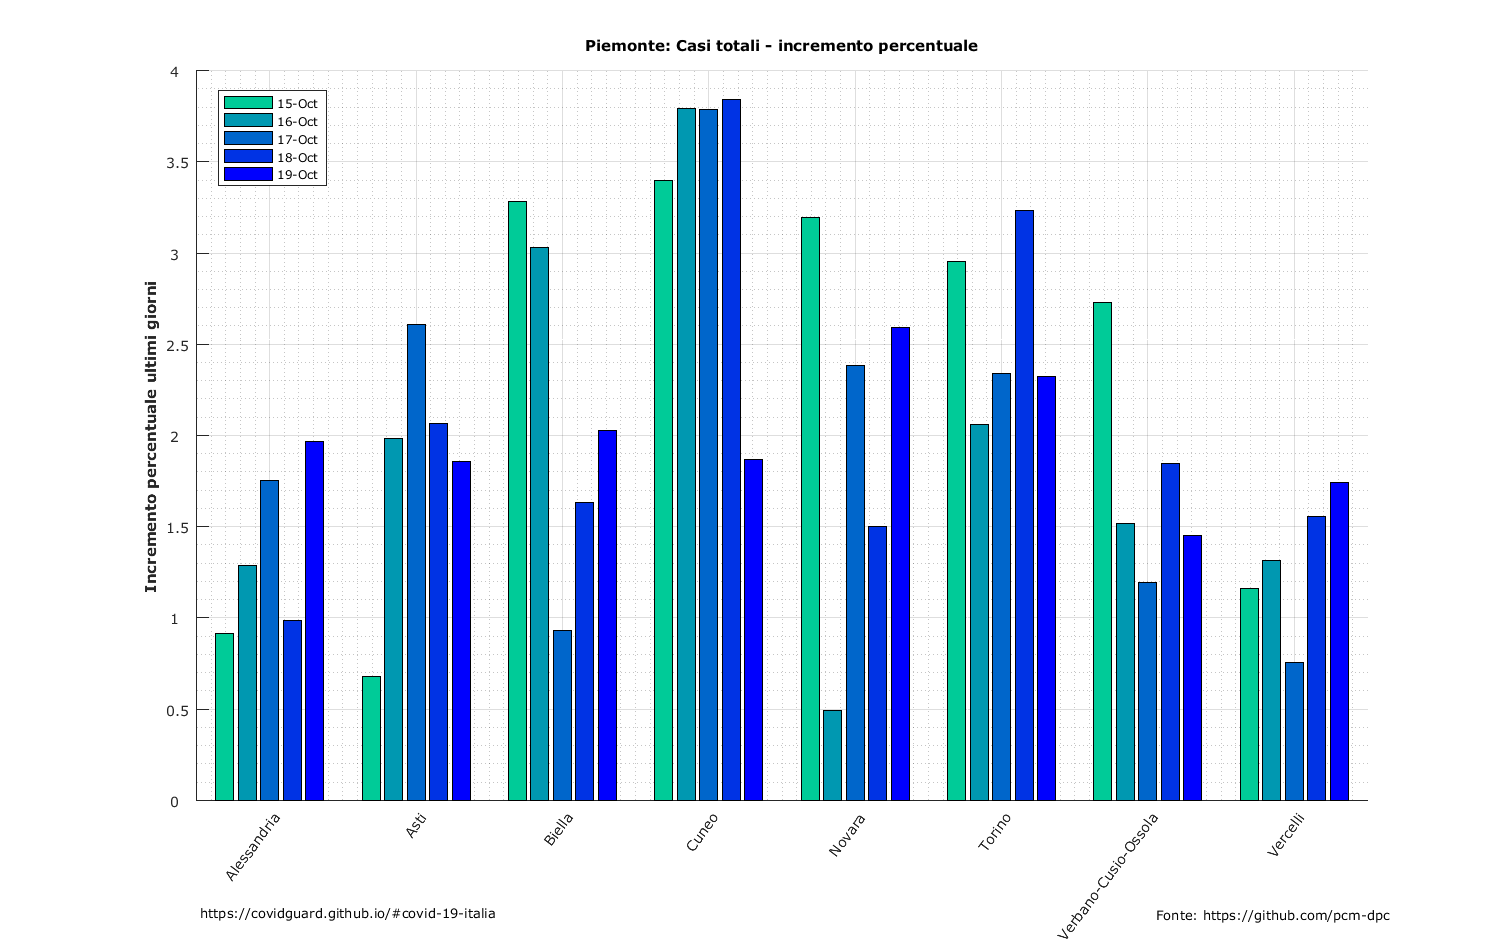 Piemonte: Casi totali - incremento percentuale
4
3.5
3
2.5
2
1.5
1
0.5
0
Incremento percentuale ultimi giorni
15-Oct
16-Oct
17-Oct
18-Oct
19-Oct
Alessandria
Asti
Biella
Cuneo
Novara
Torino
Verbano-Cusio-Ossola
Vercelli
https://covidguard.github.io/#covid-19-italia
Fonte: https://github.com/pcm-dpc